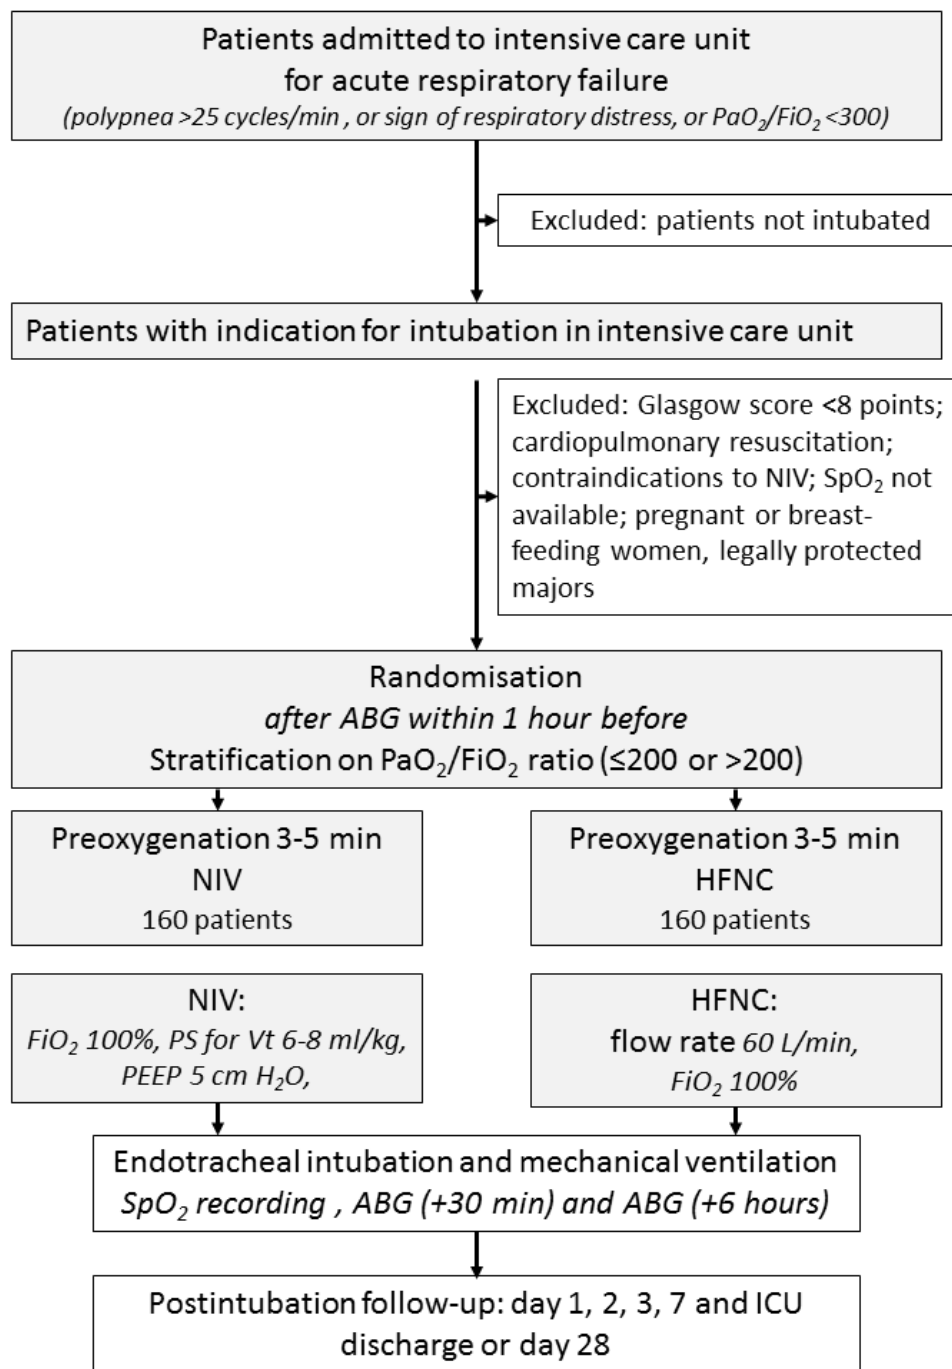 Patients admitted to intensive care unit
for acute respiratory failure
(polypnea >25 cycles/min , or sign of respiratory distress, or PaO₂/FiO₂ <300)
Excluded: patients not intubated
Patients with indication for intubation in intensive care unit
Excluded: Glasgow score <8 points;
cardiopulmonary resuscitation;
contraindications to NIV; SpO₂ not
available; pregnant or breast-
feeding women, legally protected
majors
Randomisation
after ABG within 1 hour before
Stratification on PaO₂/FiO₂ ratio (≤200 or >200)
Preoxygenation 3-5 min
NIV
160 patients
Preoxygenation 3-5 min
HFNC
160 patients
NIV:
FiO₂ 100%, PS for Vt 6-8 ml/kg,
PEEP 5 cm H₂O,
HFNC:
flow rate 60 L/min,
FiO₂ 100%
Endotracheal intubation and mechanical ventilation
SpO₂ recording , ABG (+30 min) and ABG (+6 hours)
Postintubation follow-up: day 1, 2, 3, 7 and ICU
discharge or day 28